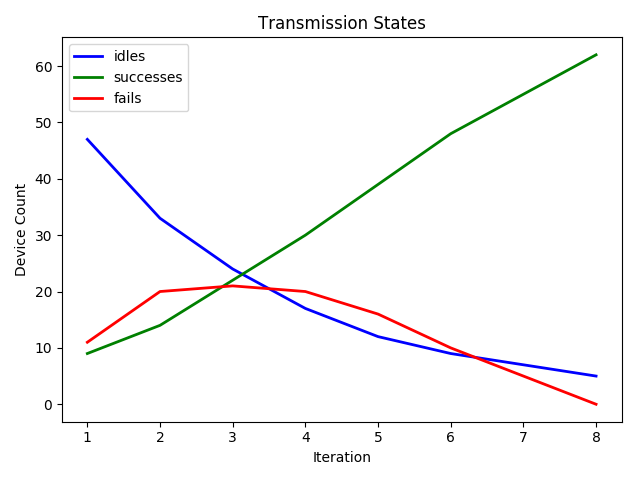 Transmission States
idles
successes
fails
Device Count
60
50
40
30
20
10
0
1 2 3 4 5 6 7 8
Iteration